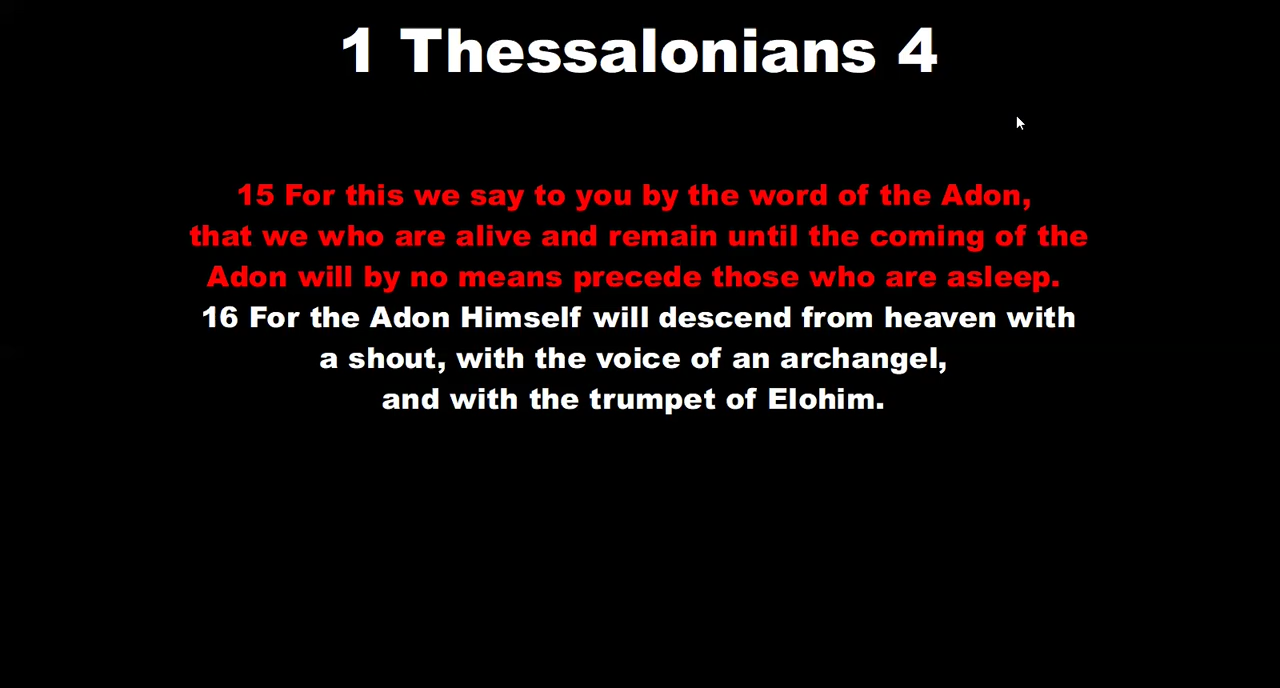 1 Thessalonians 4
15 For this we say to you by the word of the Adon,
that we who are alive and remain until the coming of the
Adon will by no means precede those who are asleep.
16 For the Adon Himself will descend from heaven with
a shout, with the voice of an archangel,
and with the trumpet of Elohim.